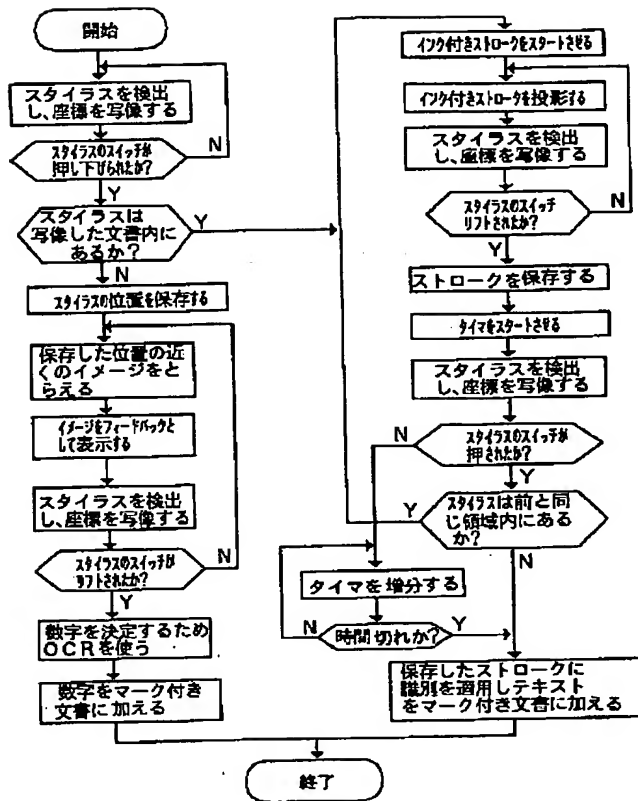 開始
スタイラスを検出
し、座標を写像する
スタイラスのスイッチが
押し下げられたか?
N
Y
スタイラスは
写像した文書内に
あるか?
Y
N
スタイラスの位置を保存する
保存した位置の近
くのイメージをと
らえる
イメージをフィードバックと
して表示する
スタイラスを検出
し、座標を写像する
スタイラスのスイッチが
リフトされたか?
N
Y
数字を決定するため
OCRを使う
数字をマーク付き
文書に加える
インク付きストロークをスタートさせる
インク付きストロークを投影する
スタイラスを検出
し、座標を写像する
スタイラスのスイッチ
リフトされたか?
N
Y
ストロークを保存する
タイマをスタートさせる
スタイラスを検出
し、座標を写像する
スタイラスのスイッチが
押されたか?
N
Y
スタイラスは前と同
じ領域内にある
か?
Y
N
タイマを増分する
時間切れか?
N
Y
保存したストロークに
識別を適用しテキスト
をマーク付き文書に加える
終了